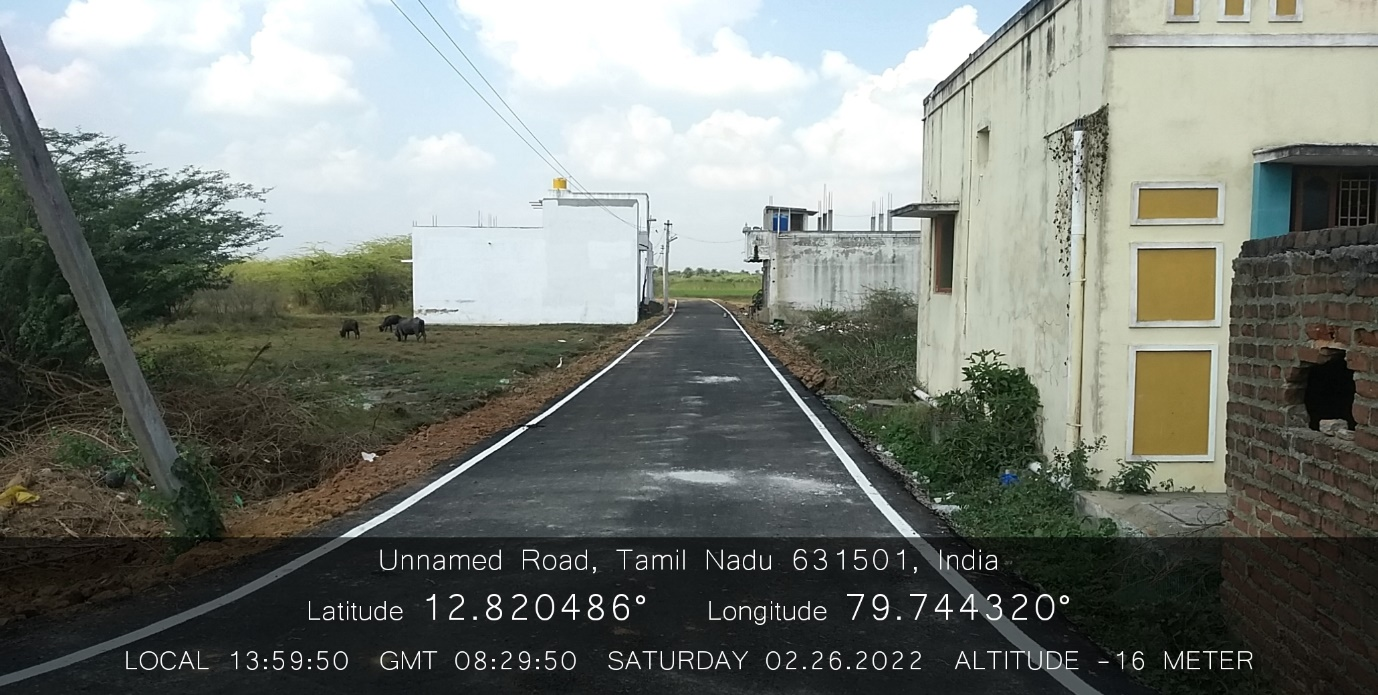 Unnamed Road, Tamil Nadu 631501, India
Latitude 12.820486° Longitude 79.744320°
LOCAL 13:59:50 GMT 08:29:50 SATURDAY 02.26.2022 ALTITUDE -16 METER